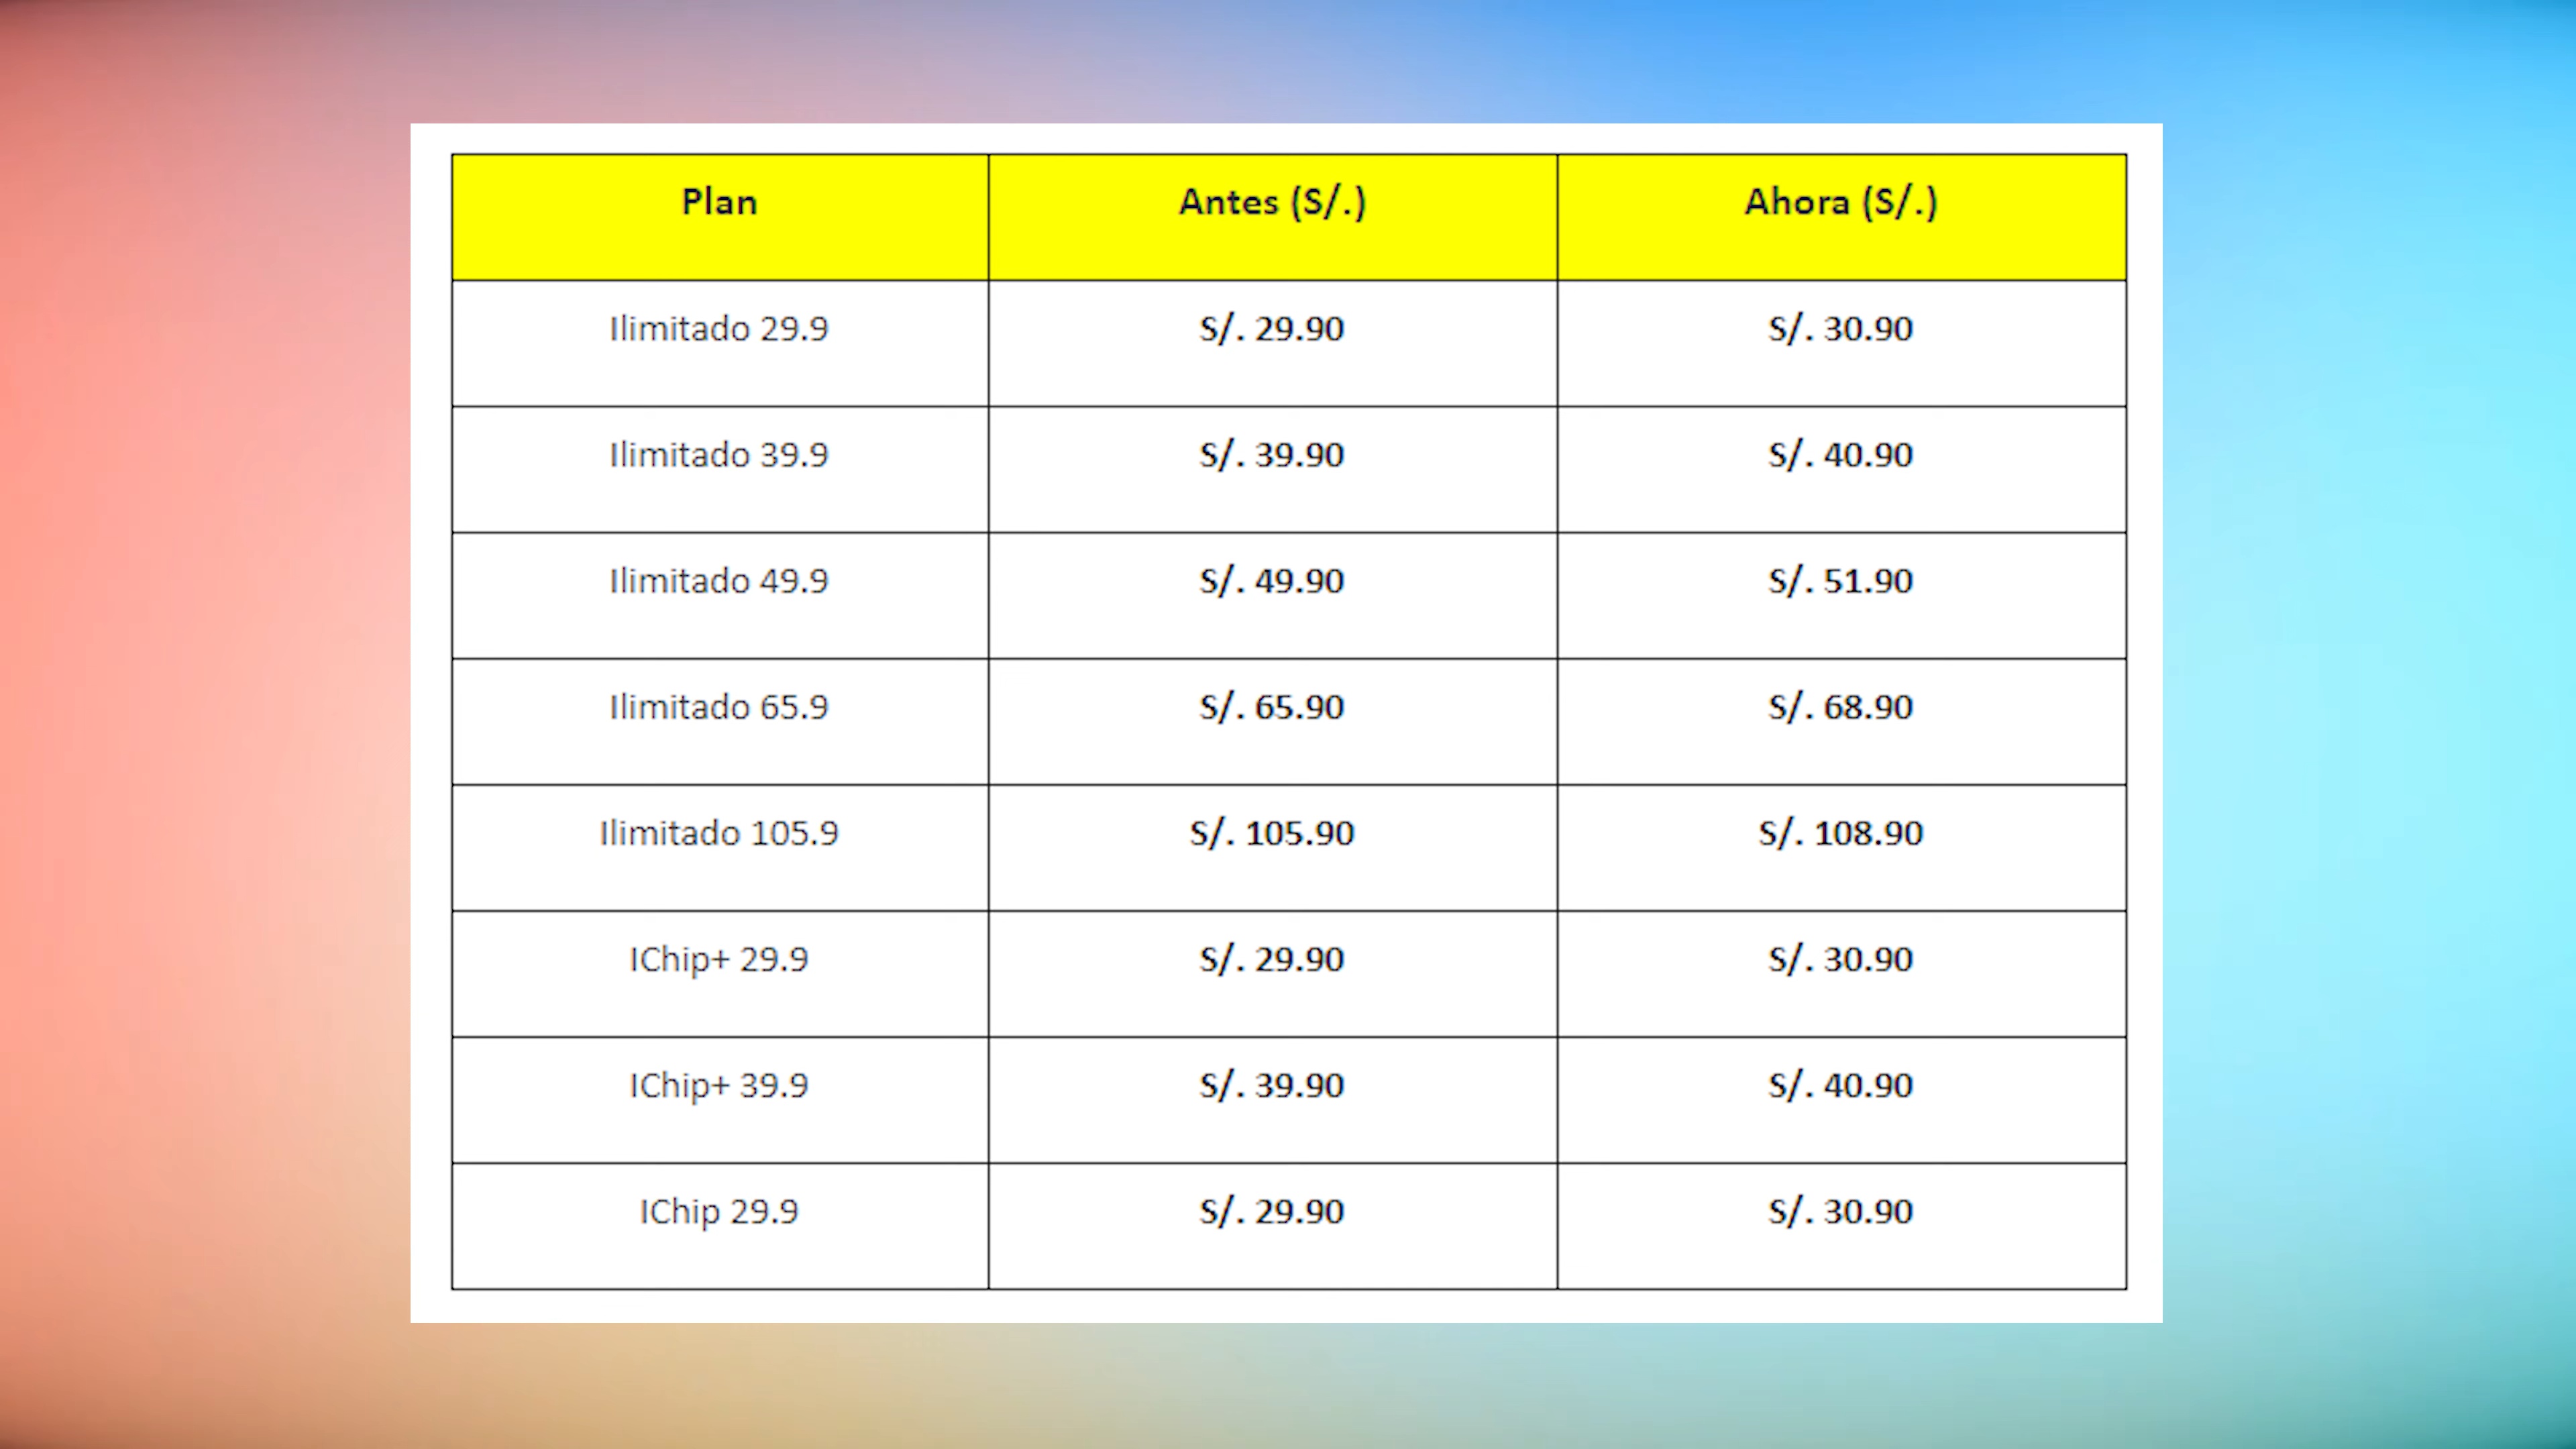 Plan Antes (S/.) Ahora (S/.)
Ilimitado 29.9 S/. 29.90 S/. 30.90
Ilimitado 39.9 S/. 39.90 S/. 40.90
Ilimitado 49.9 S/. 49.90 S/. 51.90
Ilimitado 65.9 S/. 65.90 S/. 68.90
Ilimitado 105.9 S/. 105.90 S/. 108.90
IChip+ 29.9 S/. 29.90 S/. 30.90
IChip+ 39.9 S/. 39.90 S/. 40.90
IChip 29.9 S/. 29.90 S/. 30.90